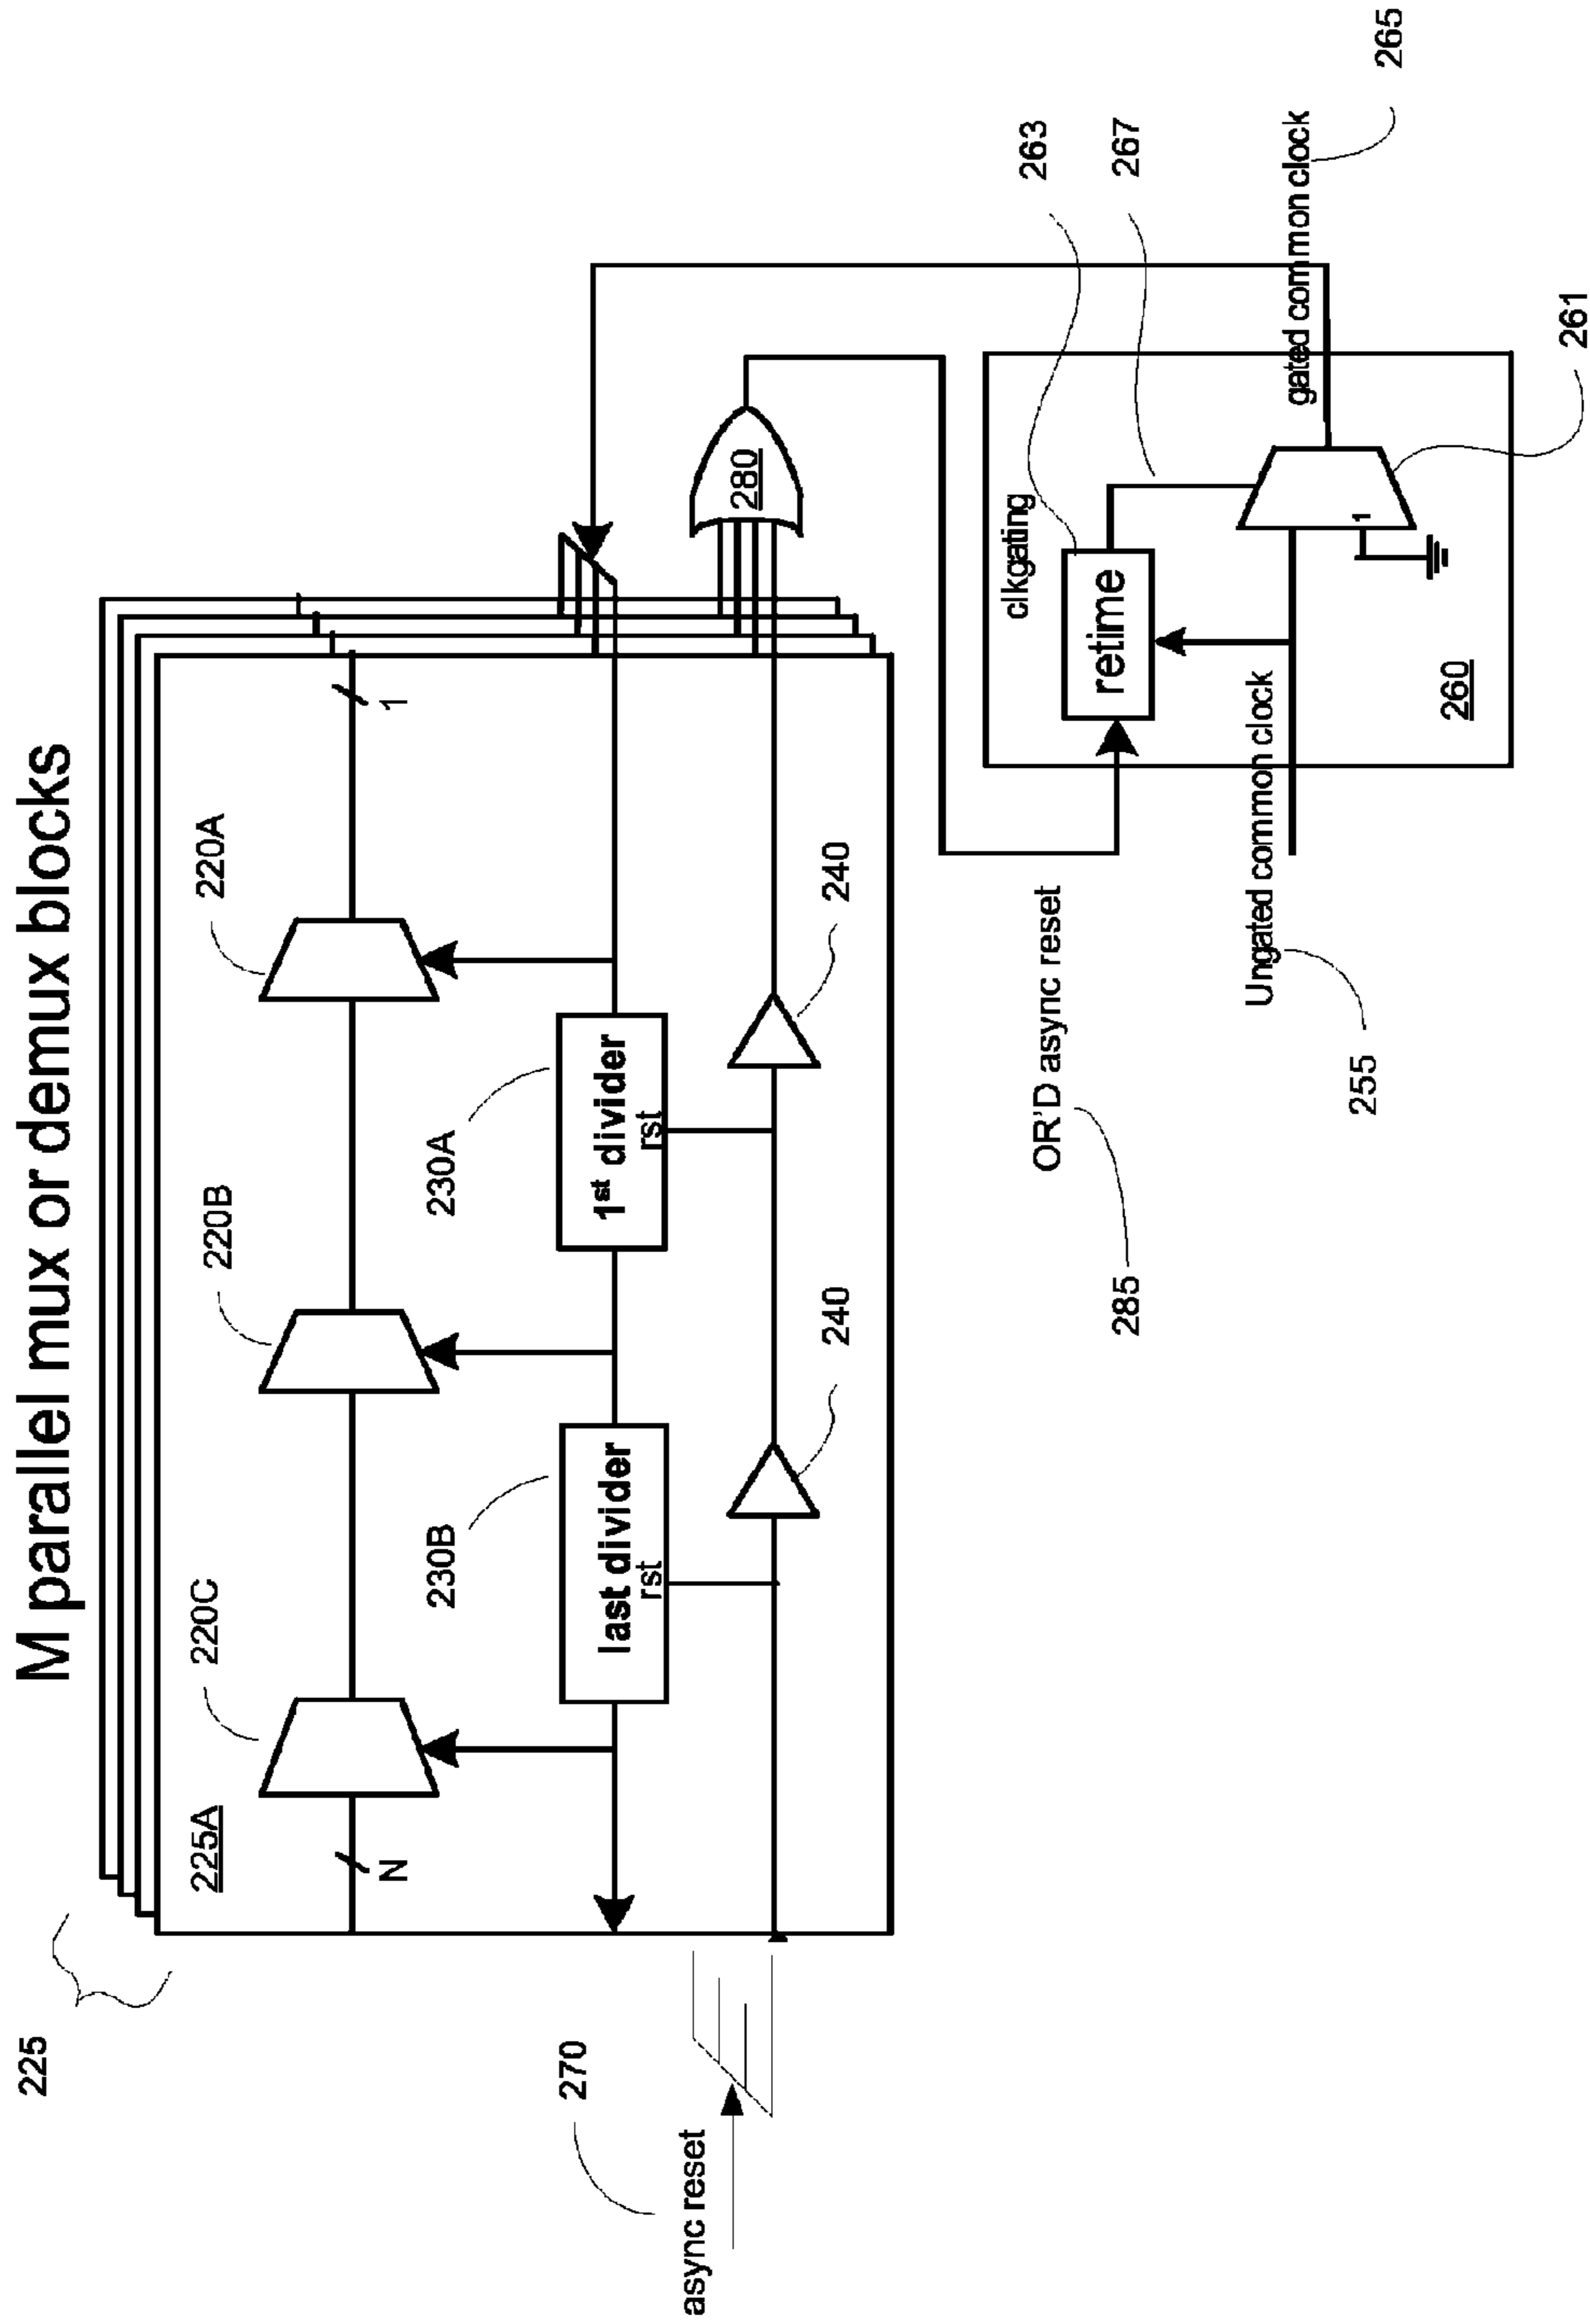 M parallel mux or demux blocks
225
225A
220C
220B
220A
N
1
230B
230A
last divider
rst
1st divider
rst
240
240
270
async reset
280
285
OR'D async reset
clkgating
263
267
retime
255
Ungated common clock
260
1
gated common clock
265
261